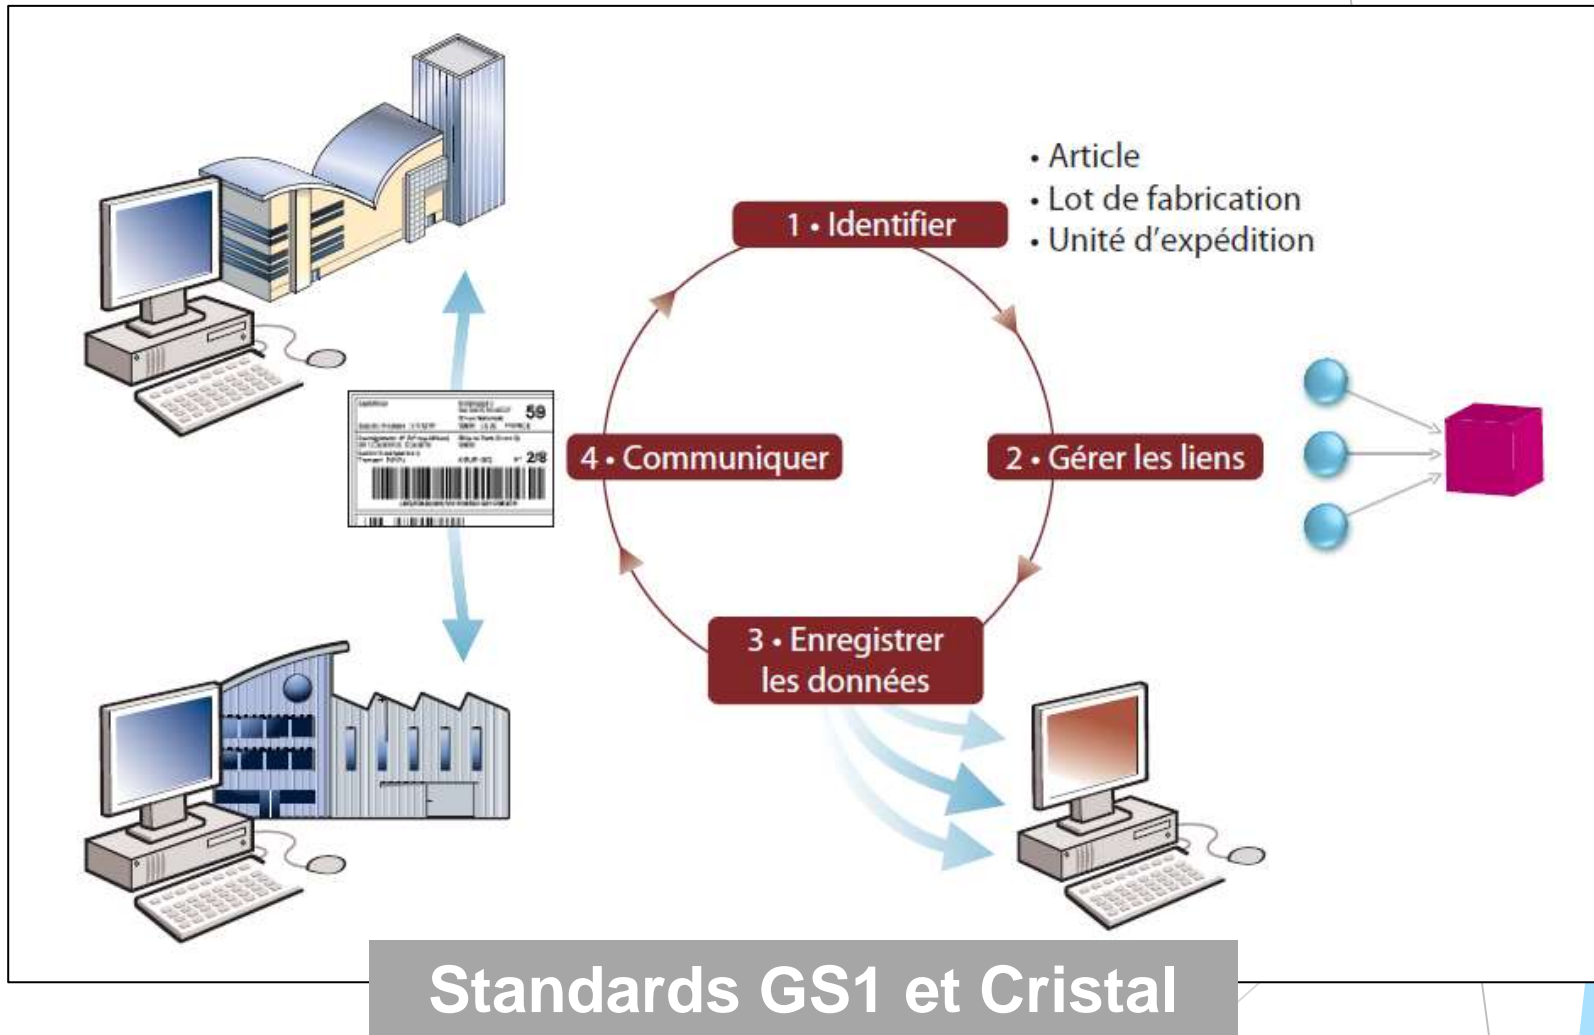 1 • Identifier
• Article
• Lot de fabrication
• Unité d’expédition
2 • Gérer les liens
3 • Enregistrer
les données
4 • Communiquer
59
2/8
Standards GS1 et Cristal